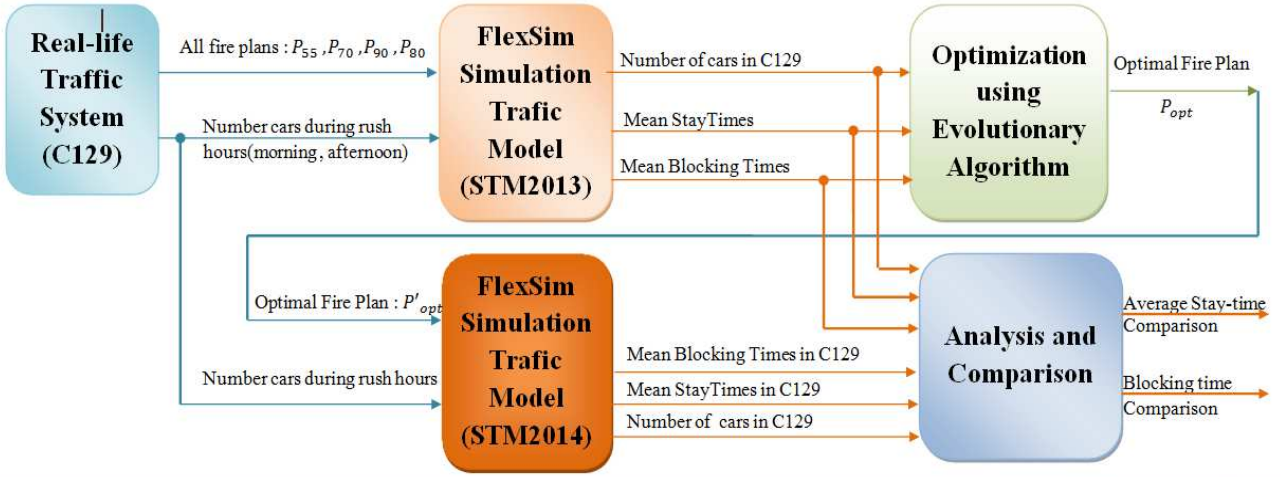 Real-life
Traffic
System
(C129)
All fire plans : P₅₅ ,P₇₀ ,P₉₀ ,P₈₀
Number cars during rush
hours(morning, afternoon)
FlexSim
Simulation
Trafic
Model
(STM2013)
Number of cars in C129
Mean StayTimes
Mean Blocking Times
Optimization
using
Evolutionary
Algorithm
Optimal Fire Plan
P_opt
Optimal Fire Plan : P'_opt
Number cars during rush hours
FlexSim
Simulation
Trafic
Model
(STM2014)
Mean Blocking Times in C129
Mean StayTimes in C129
Number of cars in C129
Analysis and
Comparison
Average Stay-time
Comparison
Blocking time
Comparison